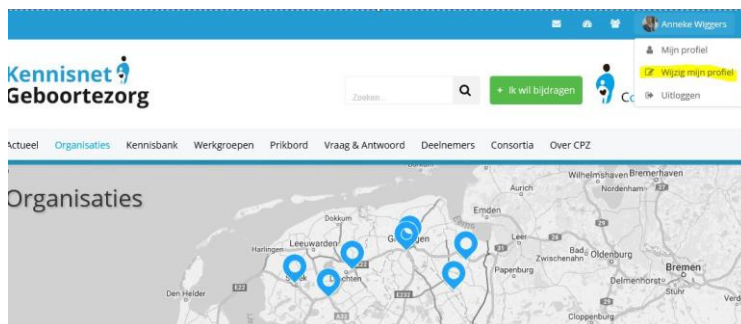 Anneke Wiggers
Mijn profiel
Wijzig mijn profiel
Uitloggen
Kennisnet
Geboortezorg
Zoeken...
+ Ik wil bijdragen
Actueel Organisaties Kennisbank Werkgroepen Prikbord Vraag & Antwoord Deelnemers Consortia Over CPZ
Organisaties
Wilhelmshaven Bremerhaven
Aurich Nordenham
Dokkum Emden
Eems
Harlingen Leeuwarden Leer
Bad Zwischenahn Oldenburg
Papenburg Bremen
Delmenhorst
Den Helder Stuhr
Cloppenburg